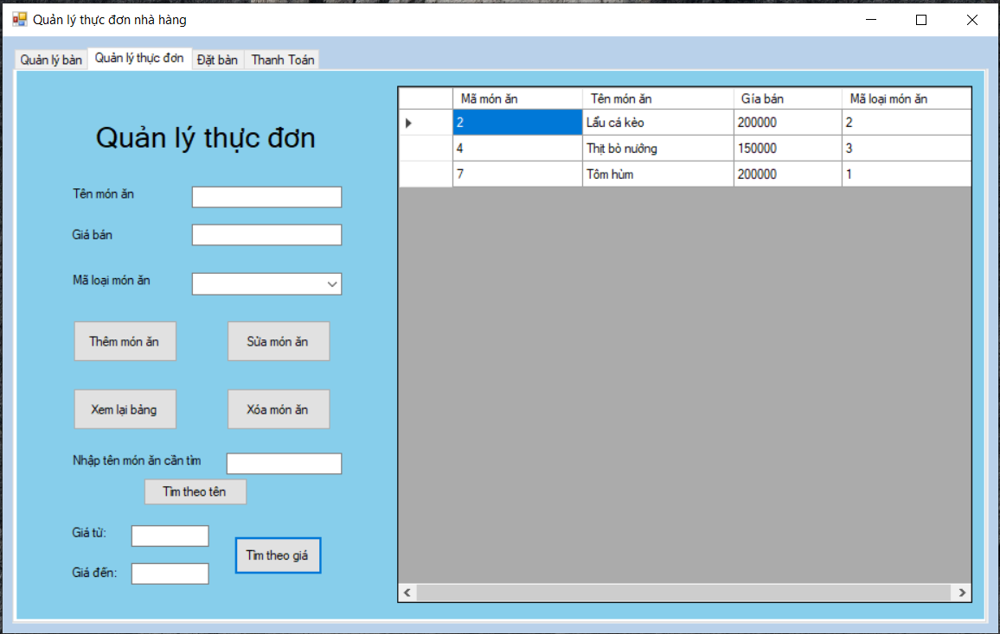 Quản lý thực đơn nhà hàng
Quản lý bàn Quản lý thực đơn Đặt bàn Thanh Toán
Quản lý thực đơn
Tên món ăn
Giá bán
Mã loại món ăn
Thêm món ăn Sửa món ăn
Xem lại bảng Xóa món ăn
Nhập tên món ăn cần tìm
Tìm theo tên
Giá từ:
Tìm theo giá
Giá đến:
Mã món ăn Tên món ăn Gía bán Mã loại món ăn
2 Lẩu cá kèo 200000 2
4 Thịt bò nướng 150000 3
7 Tôm hùm 200000 1